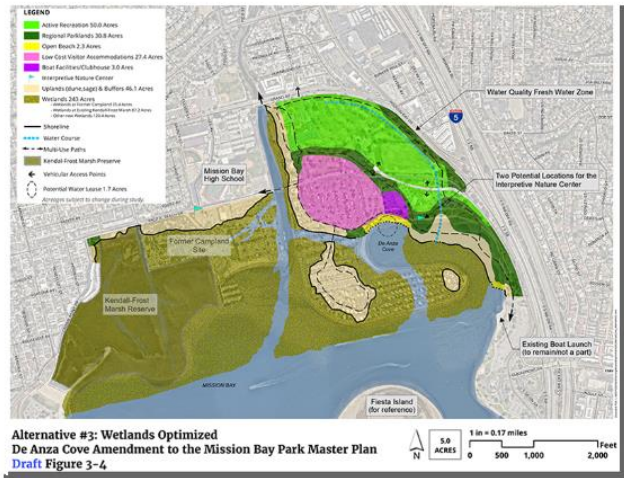 LEGEND
Active Recreation 50.0 Acres
Regional Parklands 30.8 Acres
Open Beach 2.3 Acres
Low Cost Visitor Accommodations 27.4 Acres
Boat Facilities/Clubhouse 3.0 Acres
Interpretive Nature Center
Uplands (dune,sage) & Buffers 46.1 Acres
Wetlands 243 Acres
Shoreline
Water Course
Multi-Use Paths
Kendal-Frost Marsh Preserve
Vehicular Access Points
Potential Water Lease 1.7 Acres
Acreages subject to change during study.
Water Quality Fresh Water Zone
5
Mission Bay
High School
Two Potential Locations for the
Interpretive Nature Center
Former Campland
Site
De Anza
Cove
Kendall-Frost
Marsh Reserve
Existing Boat Launch
(to remain/not a part)
MISSION BAY
Fiesta Island
(for reference)
Alternative #3: Wetlands Optimized
De Anza Cove Amendment to the Mission Bay Park Master Plan
Draft Figure 3-4
N
5.0
ACRES
1 in = 0.17 miles
Feet
0 500 1,000 2,000